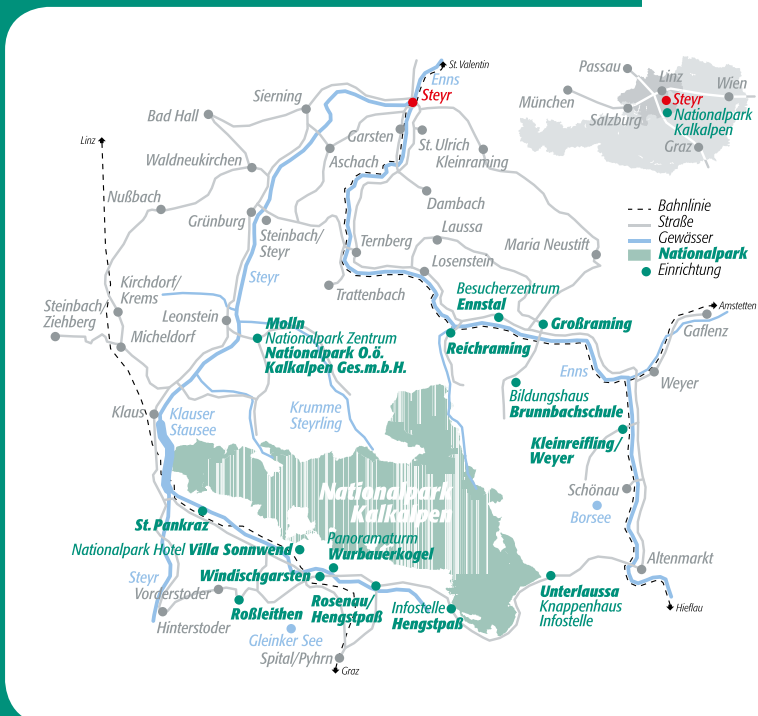 St. Valentin
Enns
Steyr
Sierning
Bad Hall
Linz
Garsten
St. Ulrich
Kleinraming
Aschach
Waldneukirchen
Nußbach
Dambach
Grünburg
Steinbach/
Steyr
Ternberg
Laussa
Losenstein
Maria Neustift
Steyr
Trattenbach
Kirchdorf/
Krems
Steinbach/
Ziehberg
Leonstein
Micheldorf
Molln
Nationalpark Zentrum
Nationalpark O.ö.
Kalkalpen Ges.m.b.H.
Besucherzentrum
Ennstal
Großraming
Reichraming
Amstetten
Gaflenz
Enns
Weyer
Bildungshaus
Brunnbachschule
Klaus
Klauser
Stausee
Krumme
Steyrling
Kleinreifling/
Weyer
Schönau
Borsee
Nationalpark
Kalkalpen
St. Pankraz
Nationalpark Hotel Villa Sonnwend
Panoramaturm
Wurbauerkogel
Windischgarsten
Steyr
Vorderstoder
Hinterstoder
Roßleithen
Rosenau/
Hengstpaß
Infostelle
Hengstpaß
Gleinker See
Spital/Pyhrn
Graz
Altenmarkt
Unterlaussa
Knappenhaus
Infostelle
Hieflau
Passau
Linz
Wien
München
Steyr
Salzburg
Nationalpark
Kalkalpen
Graz
Bahnlinie
Straße
Gewässer
Nationalpark
Einrichtung